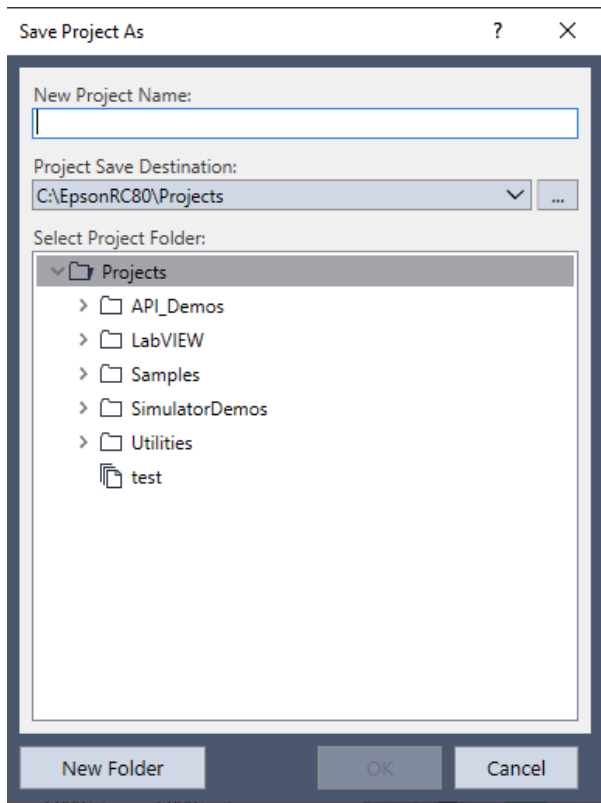 Save Project As
?
New Project Name:
Project Save Destination:
C:\EpsonRC80\Projects
...
Select Project Folder:
Projects
API_Demos
LabVIEW
Samples
SimulatorDemos
Utilities
test
New Folder
OK
Cancel